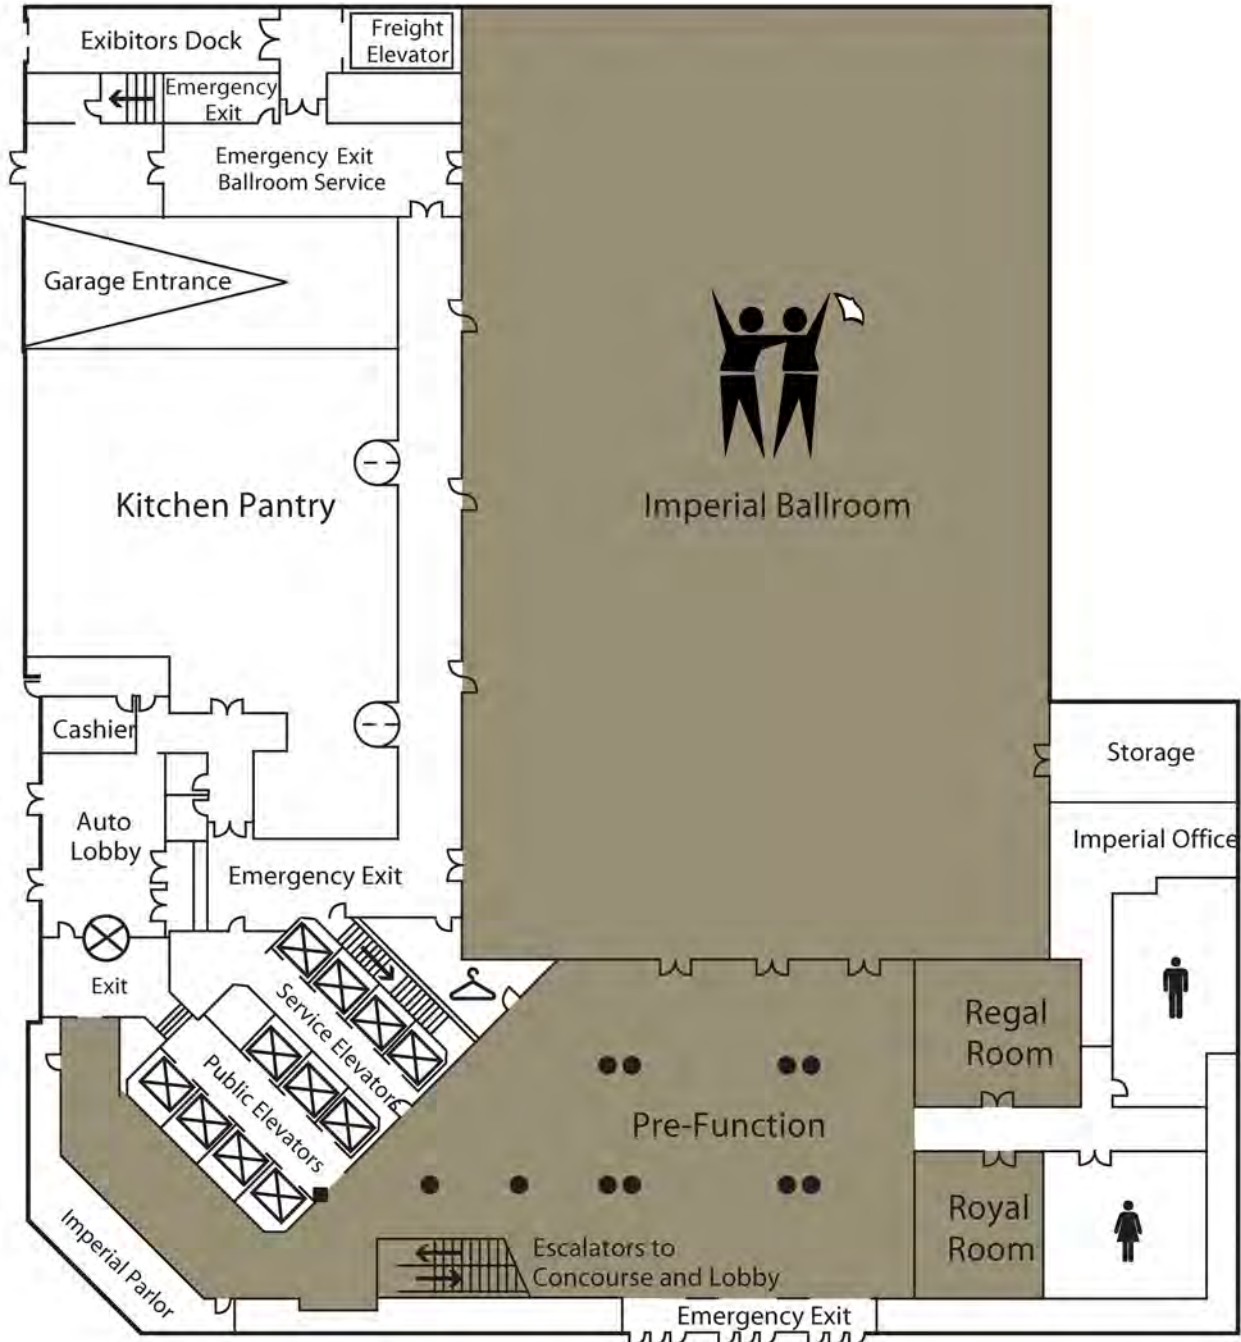 Exibitors Dock
Freight
Elevator
Emergency
Exit
Emergency Exit
Ballroom Service
Garage Entrance
Kitchen Pantry
Imperial Ballroom
Cashier
Storage
Auto
Lobby
Imperial Office
Emergency Exit
Exit
Service Elevators
Public Elevators
Regal
Room
Pre-Function
Royal
Room
Imperial Parlor
Escalators to
Concourse and Lobby
Emergency Exit